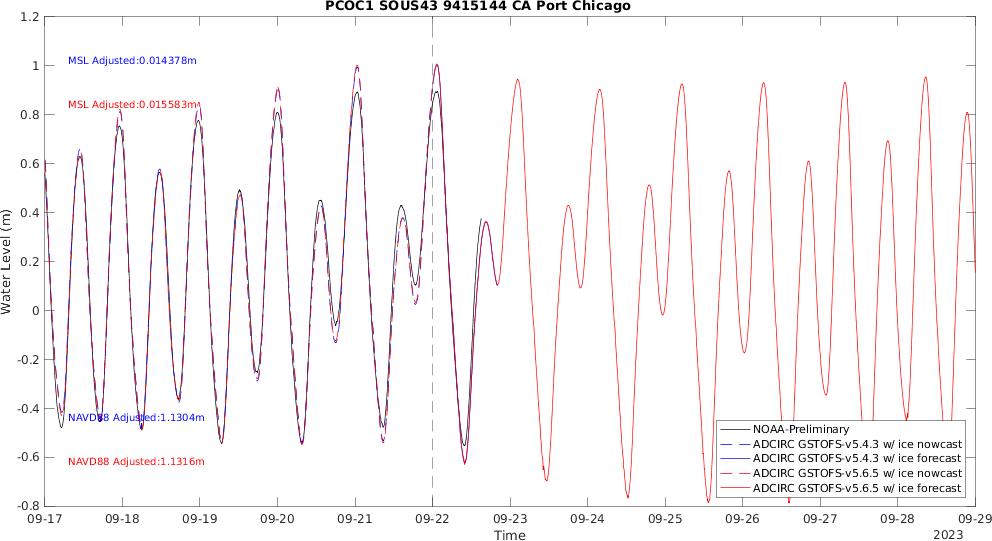 PCOC1 SOUS43 9415144 CA Port Chicago
1.2
1
0.8
0.6
0.4
0.2
0
-0.2
-0.4
-0.6
-0.8
Water Level (m)
MSL Adjusted:0.014378m
MSL Adjusted:0.015583m
NAVD88 Adjusted:1.1304m
NAVD88 Adjusted:1.1316m
NOAA-Preliminary
ADCIRC GSTOFS-v5.4.3 w/ ice nowcast
ADCIRC GSTOFS-v5.4.3 w/ ice forecast
ADCIRC GSTOFS-v5.6.5 w/ ice nowcast
ADCIRC GSTOFS-v5.6.5 w/ ice forecast
09-17 09-18 09-19 09-20 09-21 09-22 09-23 09-24 09-25 09-26 09-27 09-28 09-29
Time
2023